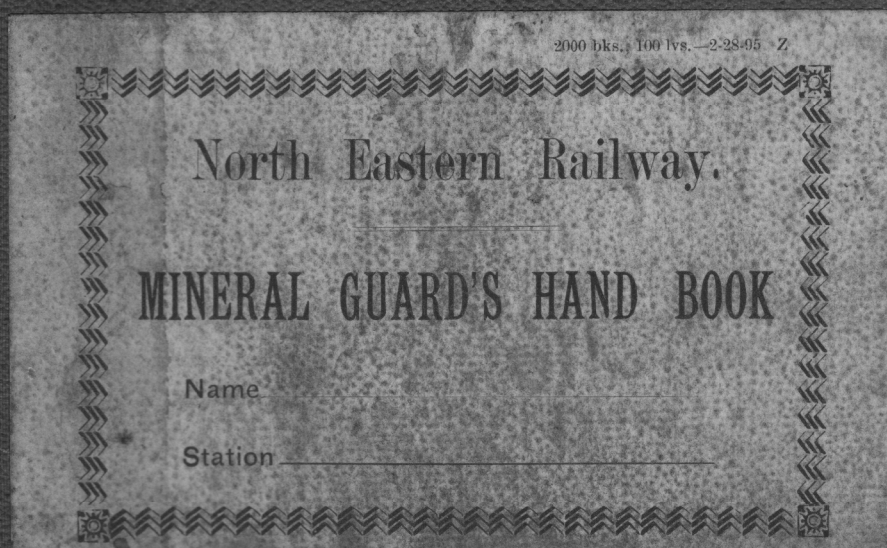 2000 bks., 100 lvs.—2-28-95 Z
North Eastern Railway.
MINERAL GUARD'S HAND BOOK
Name
Station